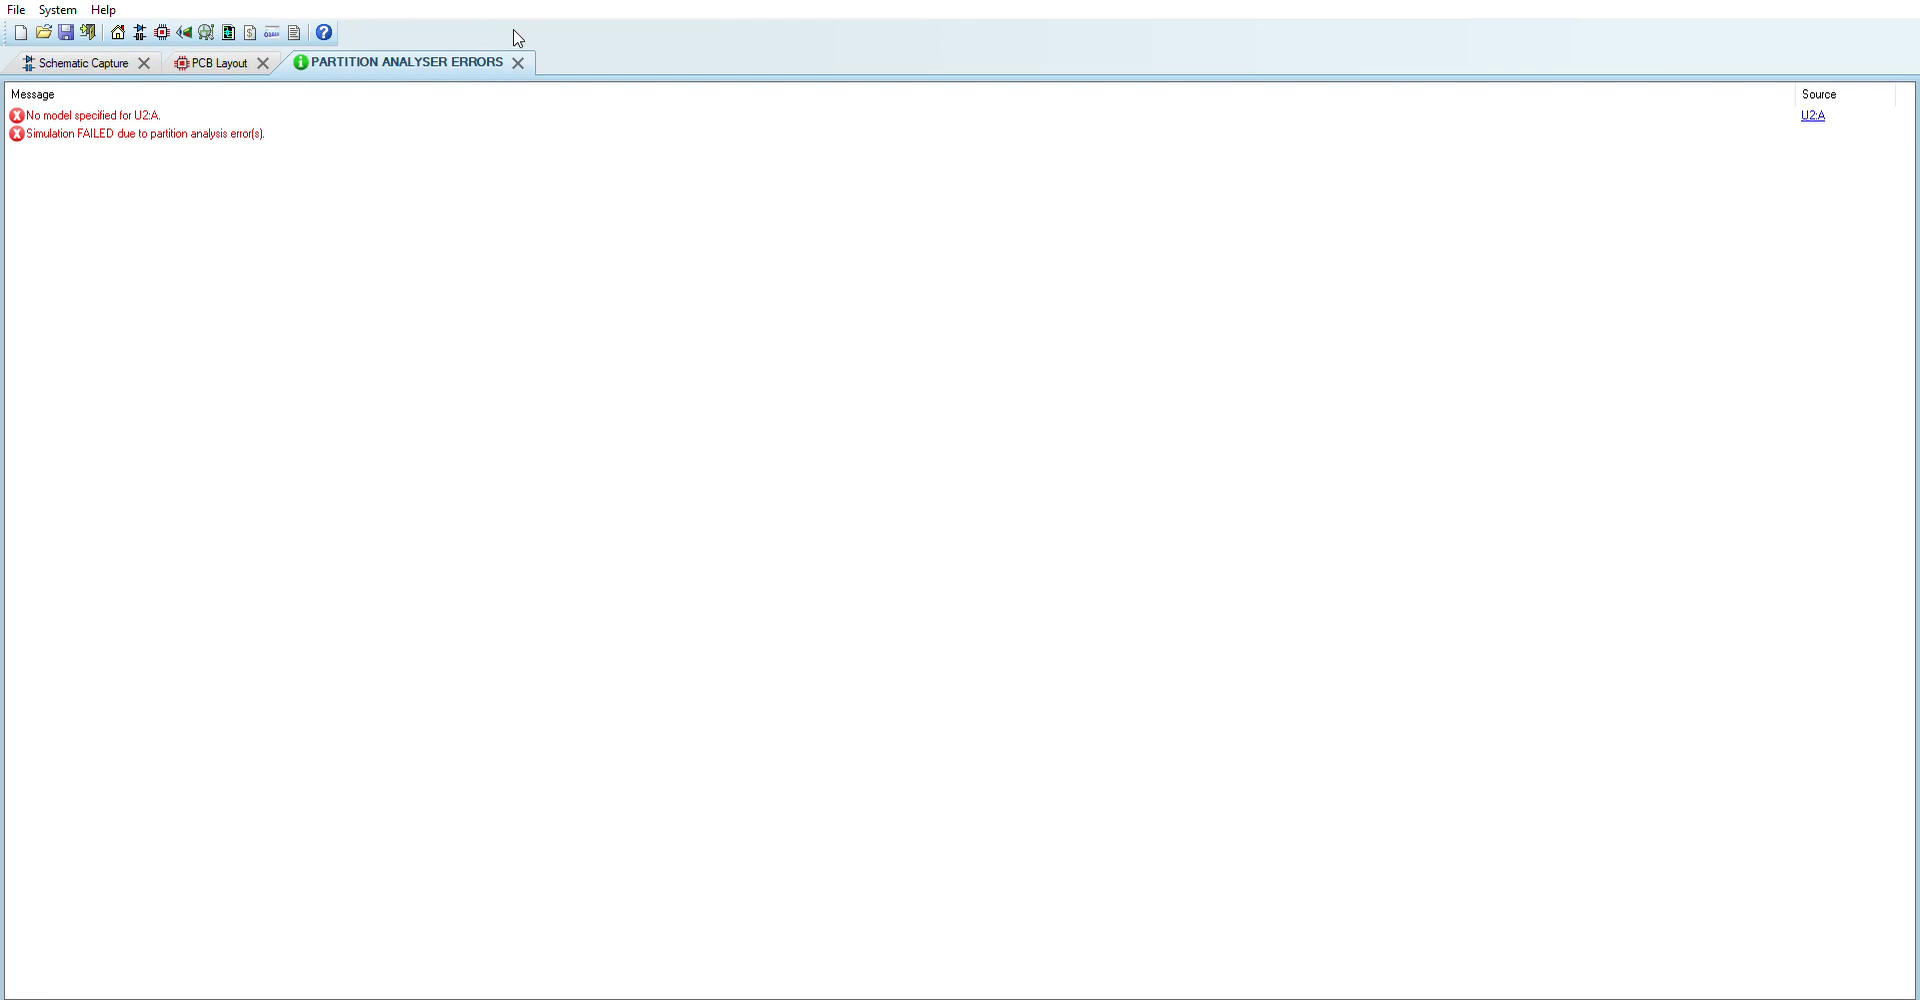 File System Help
Schematic Capture PCB Layout PARTITION ANALYSER ERRORS
Message Source
No model specified for U2:A. U2:A
Simulation FAILED due to partition analysis error(s).